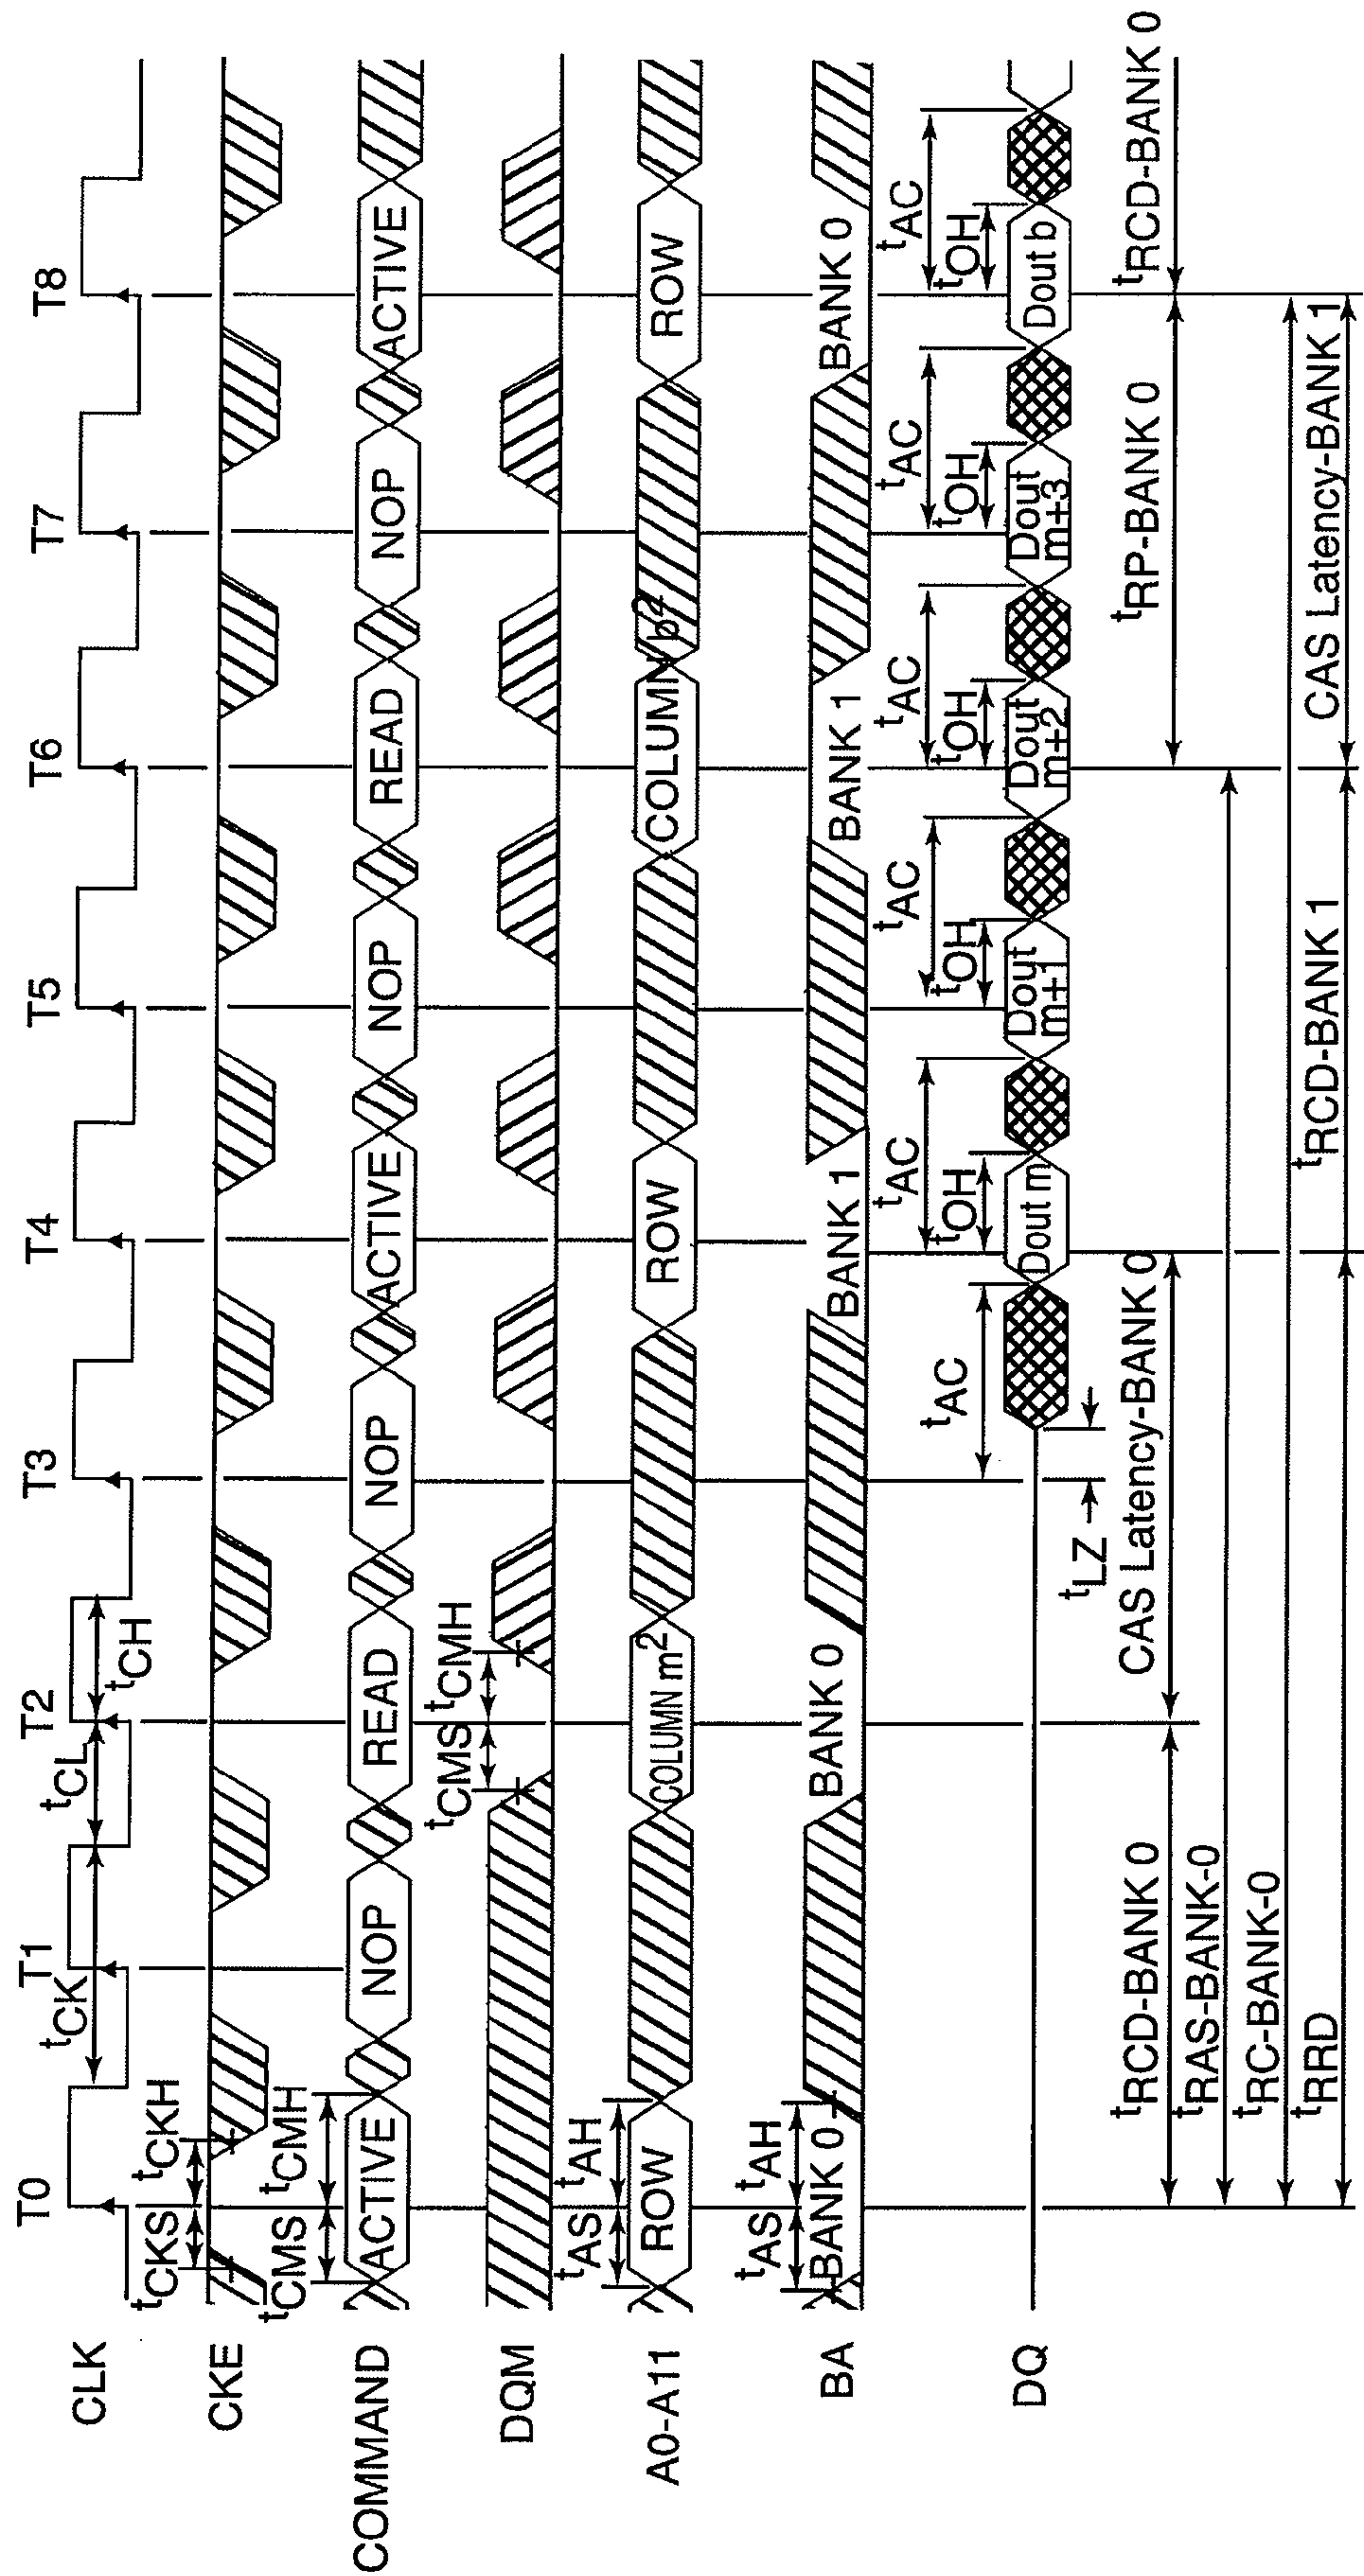 T0 T1 T2 T3 T4 T5 T6 T7 T8
CLK
tCK tCL tCH
tCKS tCKH
CKE
tCMS tCMH
COMMAND
ACTIVE NOP READ NOP ACTIVE NOP READ NOP ACTIVE
tCMS tCMH
DQM
tAS tAH
A0-A11
ROW COLUMN m2 ROW COLUMN b2 ROW
tAS tAH
BA
BANK 0 BANK 0 BANK 1 BANK 1 BANK 0
tAC tAC tAC tAC tAC tAC
tOH tOH tOH tOH tOH
DQ
Dout m Dout m+1 Dout m+2 Dout m+3 Dout b
tLZ
tRCD-BANK 0 CAS Latency-BANK 0 tRP-BANK 0 tRCD-BANK 0
tRAS-BANK-0
tRC-BANK-0
tRRD tRCD-BANK 1 CAS Latency-BANK 1